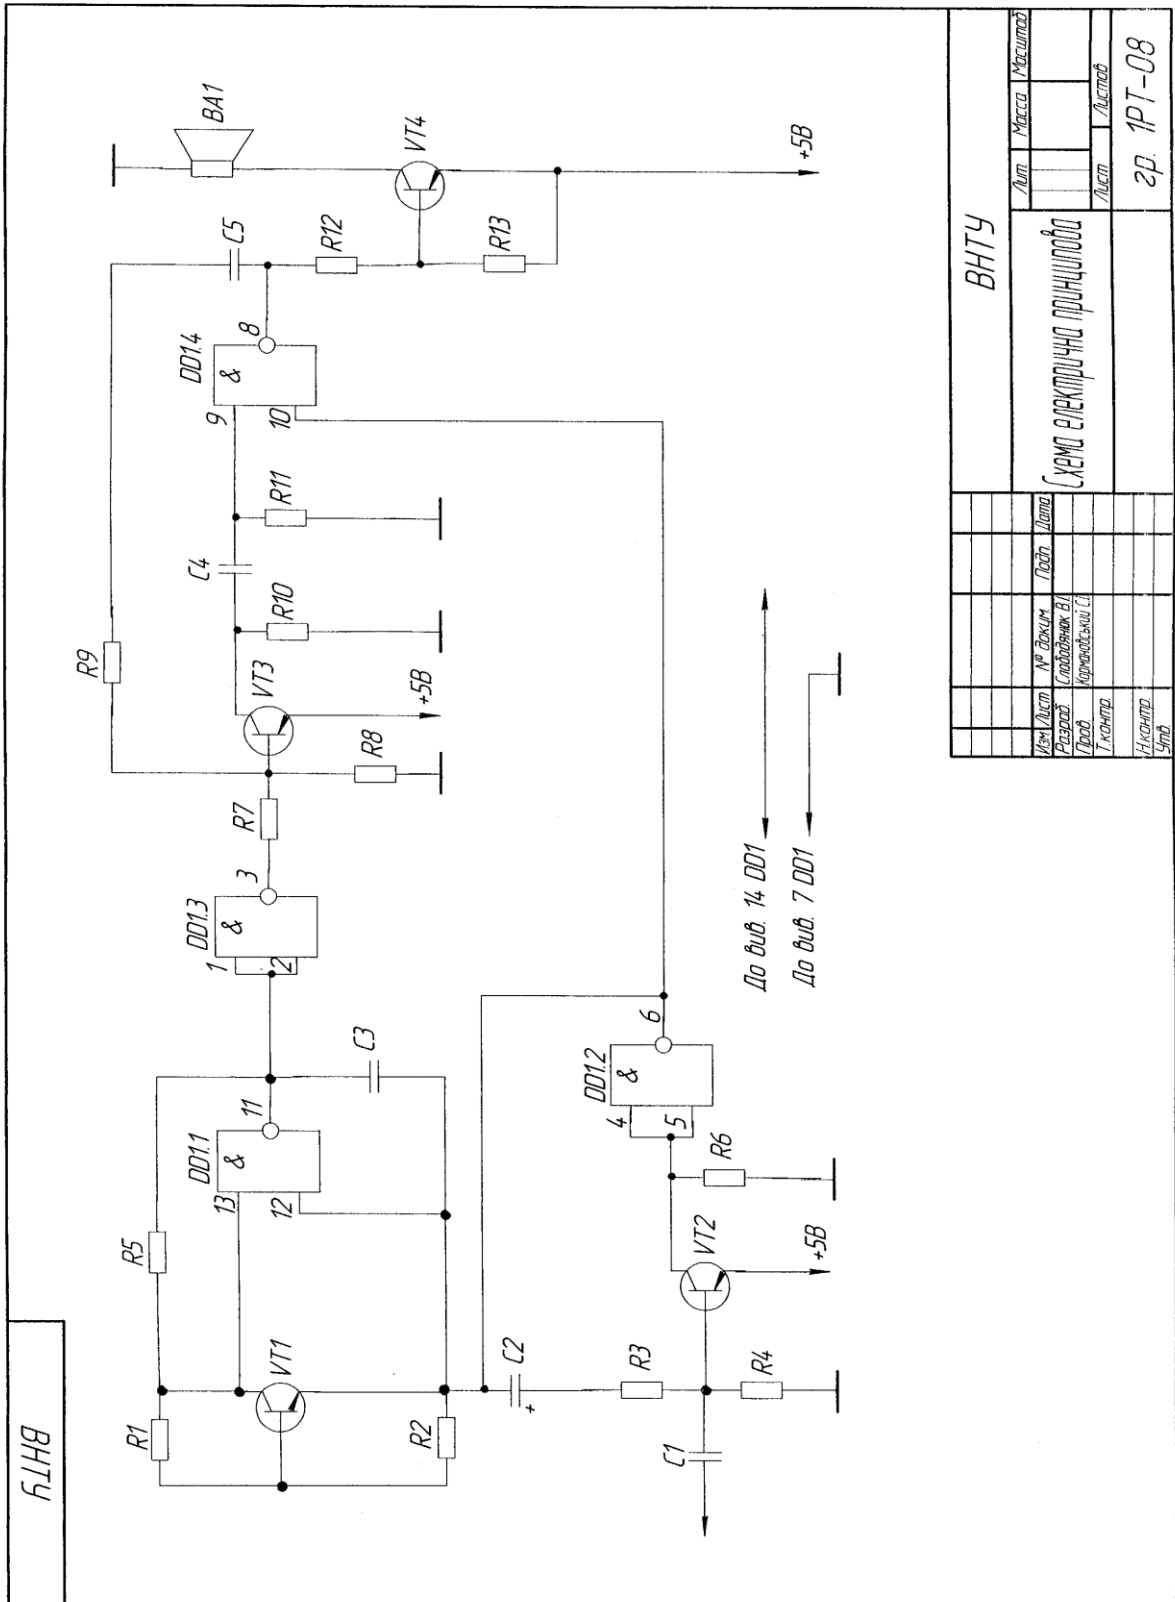 ВНТУ
R1
R5
VT1
R2
13
12
DD1.1
&
11
C3
1
2
DD1.3
&
3
R7
R9
VT3
R8
+5В
R10
C4
R11
9
10
DD1.4
&
8
C5
R12
R13
BA1
VT4
+5В
C2
+
R3
C1
R4
VT2
+5В
R6
4
5
DD1.2
&
6
До вив. 14 DD1
До вив. 7 DD1
ВНТУ
Изм. Лист № докум. Подп. Дата
Разраб. Слободянюк В.І.
Пров. Кармановський С.І.
Т.контр.
Н.контр.
Утв.
Схема електрична принципова
Лит. Масса Масштаб
Лист Листов
гр. 1РТ-08